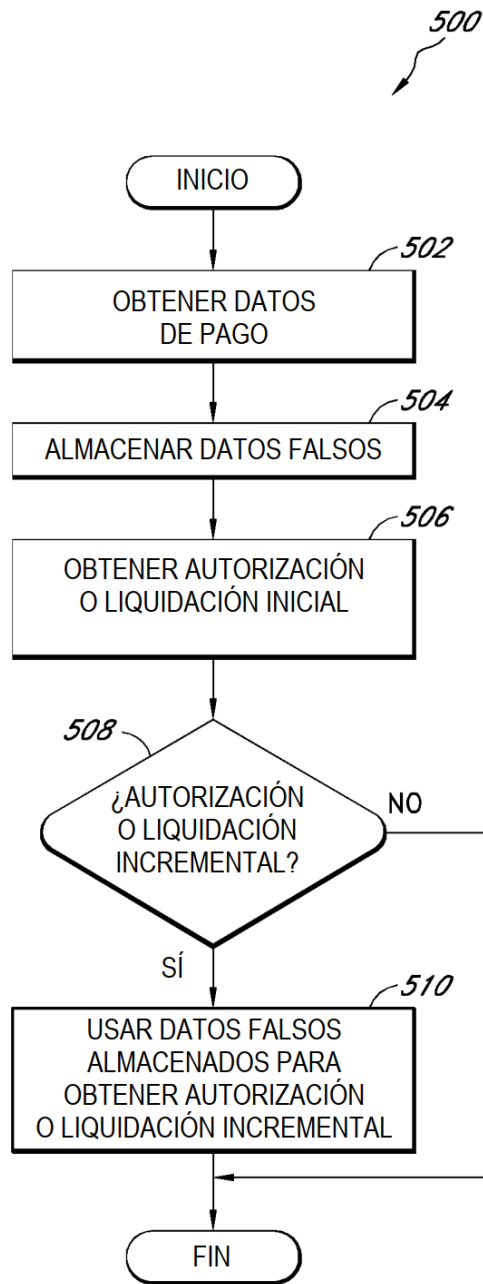 500
INICIO
502
OBTENER DATOS
DE PAGO
504
ALMACENAR DATOS FALSOS
506
OBTENER AUTORIZACIÓN
O LIQUIDACIÓN INICIAL
508
¿AUTORIZACIÓN
O LIQUIDACIÓN
INCREMENTAL?
NO
SÍ
510
USAR DATOS FALSOS
ALMACENADOS PARA
OBTENER AUTORIZACIÓN
O LIQUIDACIÓN INCREMENTAL
FIN